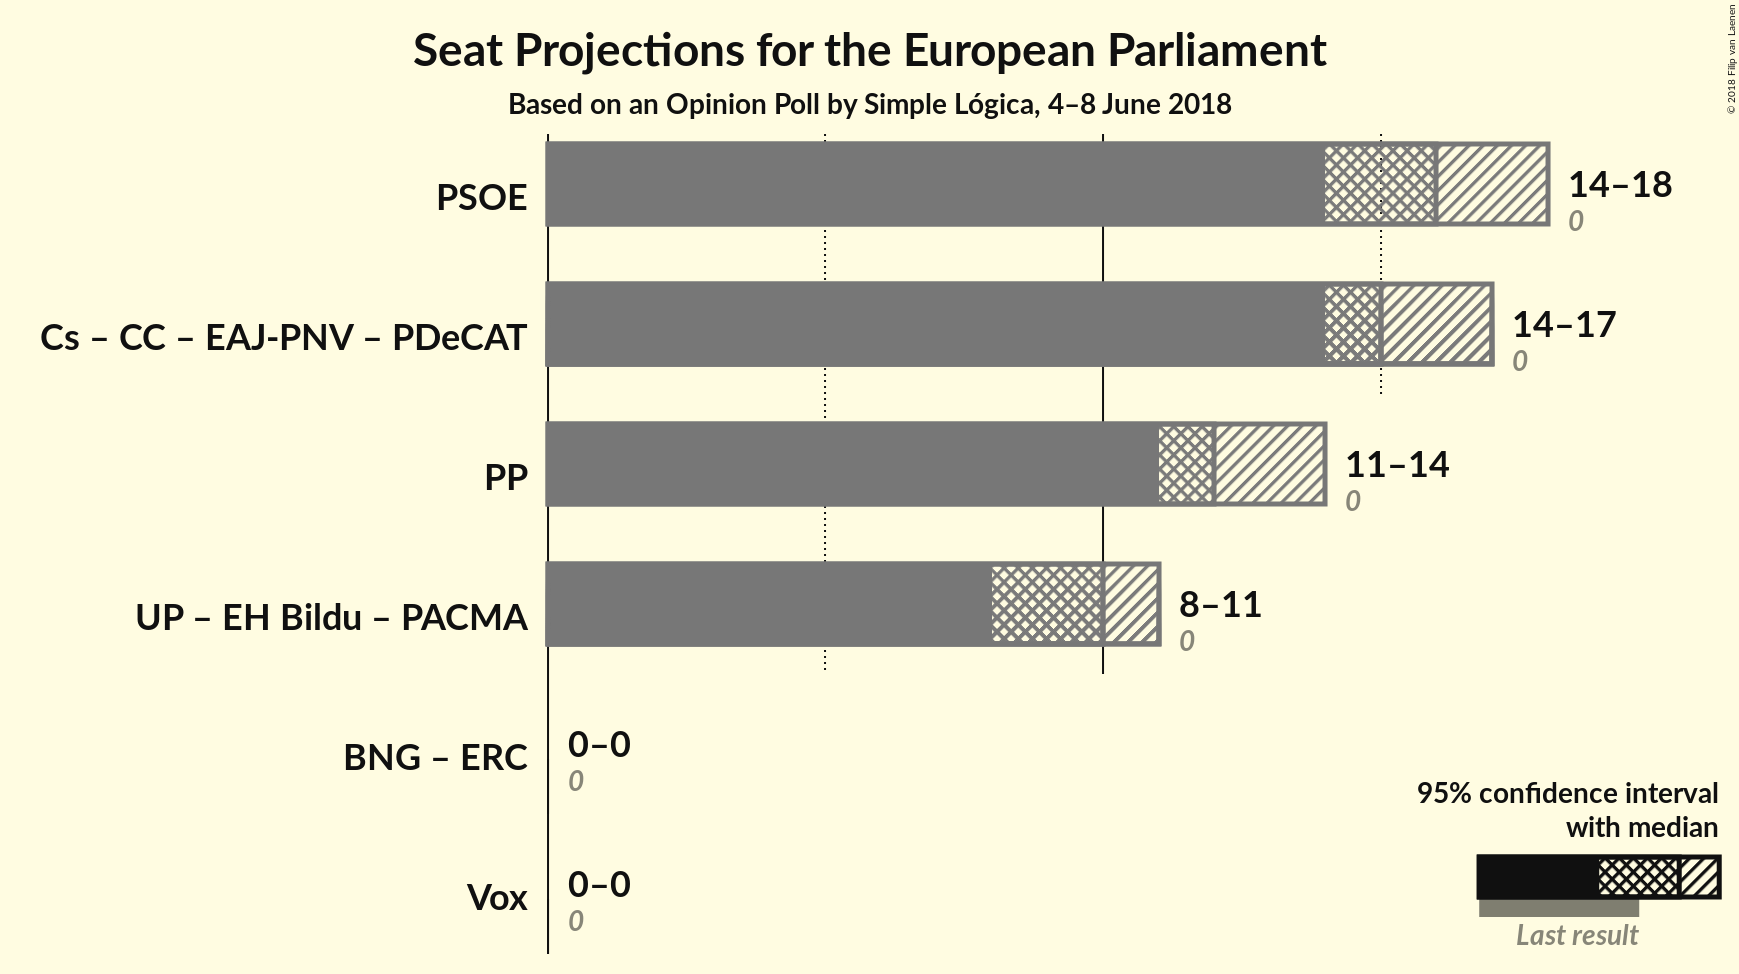 Seat Projections for the European Parliament
Based on an Opinion Poll by Simple Lógica, 4–8 June 2018
© 2018 Filip van Laenen
PSOE
14–18
0
Cs – CC – EAJ-PNV – PDeCAT
14–17
0
PP
11–14
0
UP – EH Bildu – PACMA
8–11
0
BNG – ERC
0–0
0
Vox
0–0
0
95% confidence interval
with median
Last result